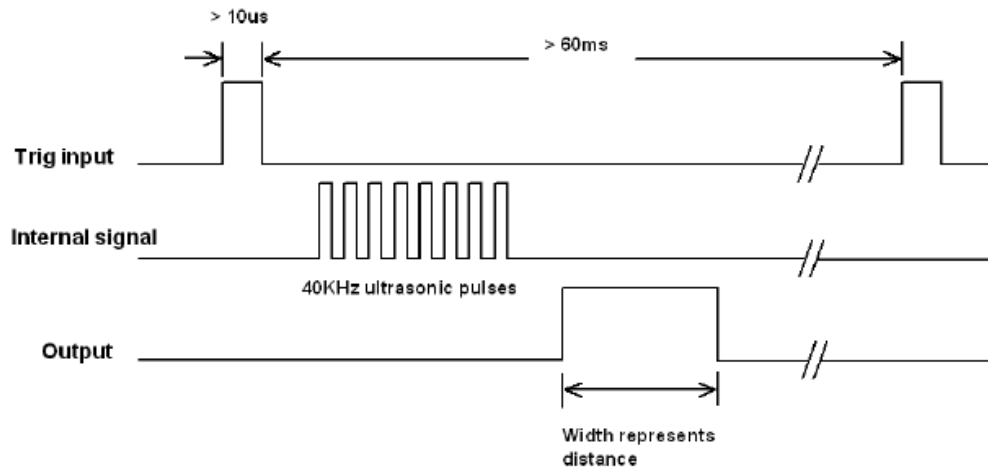 > 10us
> 60ms
Trig input
Internal signal
40KHz ultrasonic pulses
Output
Width represents
distance